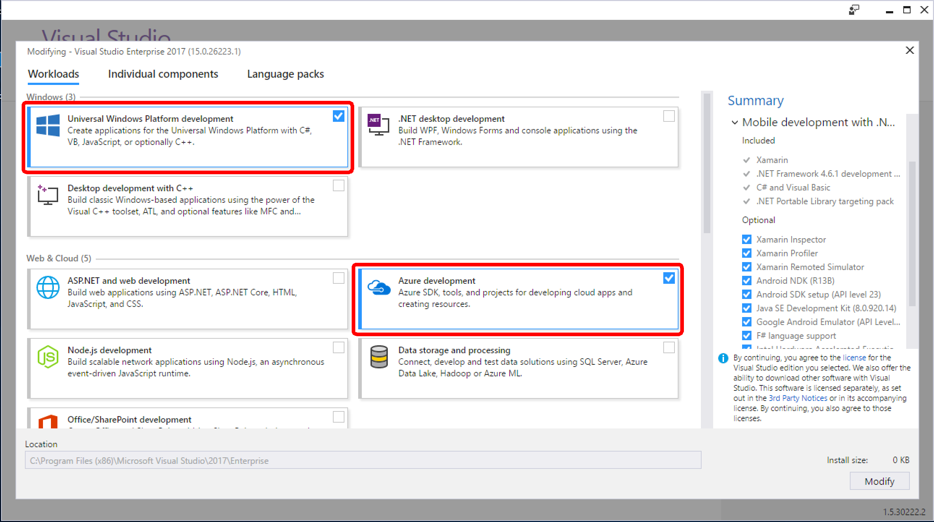 Visual Studio
Modifying - Visual Studio Enterprise 2017 (15.0.26223.1)
Workloads
Individual components
Language packs
Windows (3)
Universal Windows Platform development
Create applications for the Universal Windows Platform with C#,
VB, JavaScript, or optionally C++.
.NET
.NET desktop development
Build WPF, Windows Forms and console applications using the
.NET Framework.
Desktop development with C++
Build classic Windows-based applications using the power of the
Visual C++ toolset, ATL, and optional features like MFC and...
Web & Cloud (5)
ASP.NET and web development
Build web applications using ASP.NET, ASP.NET Core, HTML,
JavaScript, and CSS.
Azure development
Azure SDK, tools, and projects for developing cloud apps and
creating resources.
Node.js development
Build scalable network applications using Node.js, an asynchronous
event-driven JavaScript runtime.
Data storage and processing
Connect, develop and test data solutions using SQL Server, Azure
Data Lake, Hadoop or Azure ML.
Office/SharePoint development
Summary
Mobile development with .N...
Included
Xamarin
.NET Framework 4.6.1 development ...
C# and Visual Basic
.NET Portable Library targeting pack
Optional
Xamarin Inspector
Xamarin Profiler
Xamarin Remoted Simulator
Android NDK (R13B)
Android SDK setup (API level 23)
Java SE Development Kit (8.0.920.14)
Google Android Emulator (API Level...
F# language support
By continuing, you agree to the license for the
Visual Studio edition you selected. We also offer the
ability to download other software with Visual
Studio. This software is licensed separately, as set
out in the 3rd Party Notices or in its accompanying
license. By continuing, you also agree to those
licenses.
Location
C:\Program Files (x86)\Microsoft Visual Studio\2017\Enterprise
Install size: 0 KB
Modify
1.5.30222.2